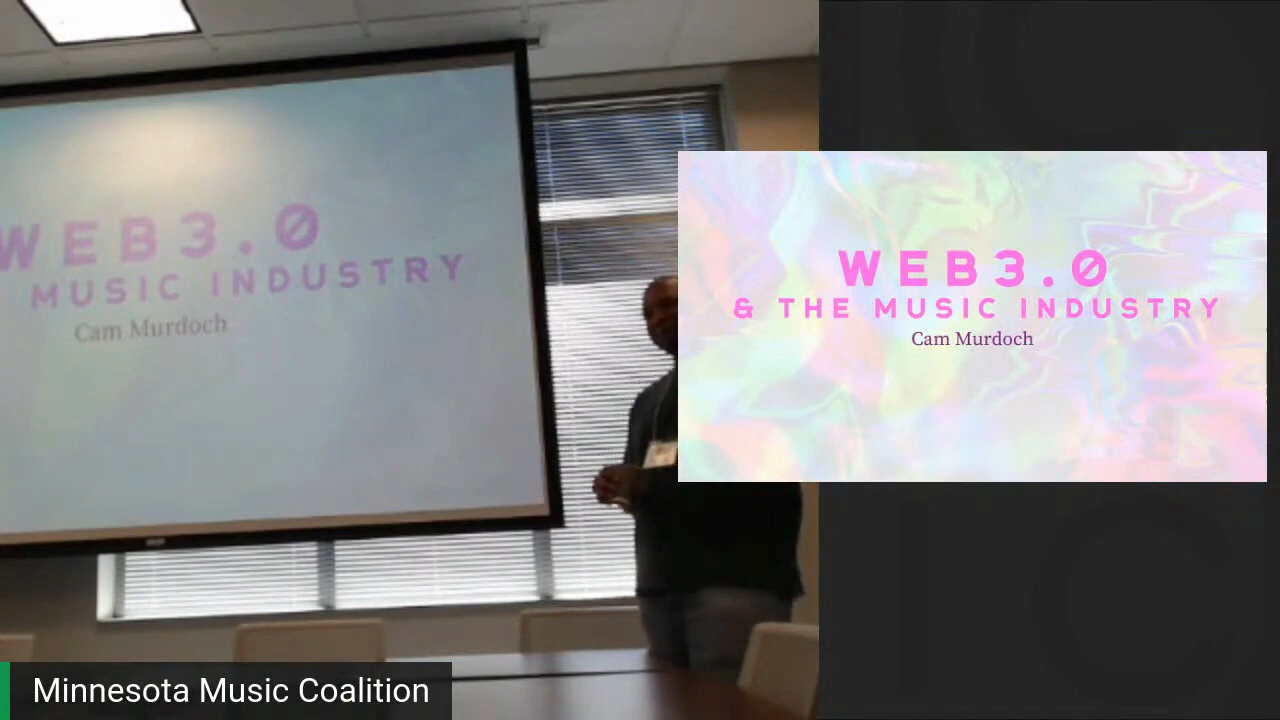 WEB3.0
MUSIC INDUSTRY
Cam Murdoch
WEB3.0
& THE MUSIC INDUSTRY
Cam Murdoch
Minnesota Music Coalition